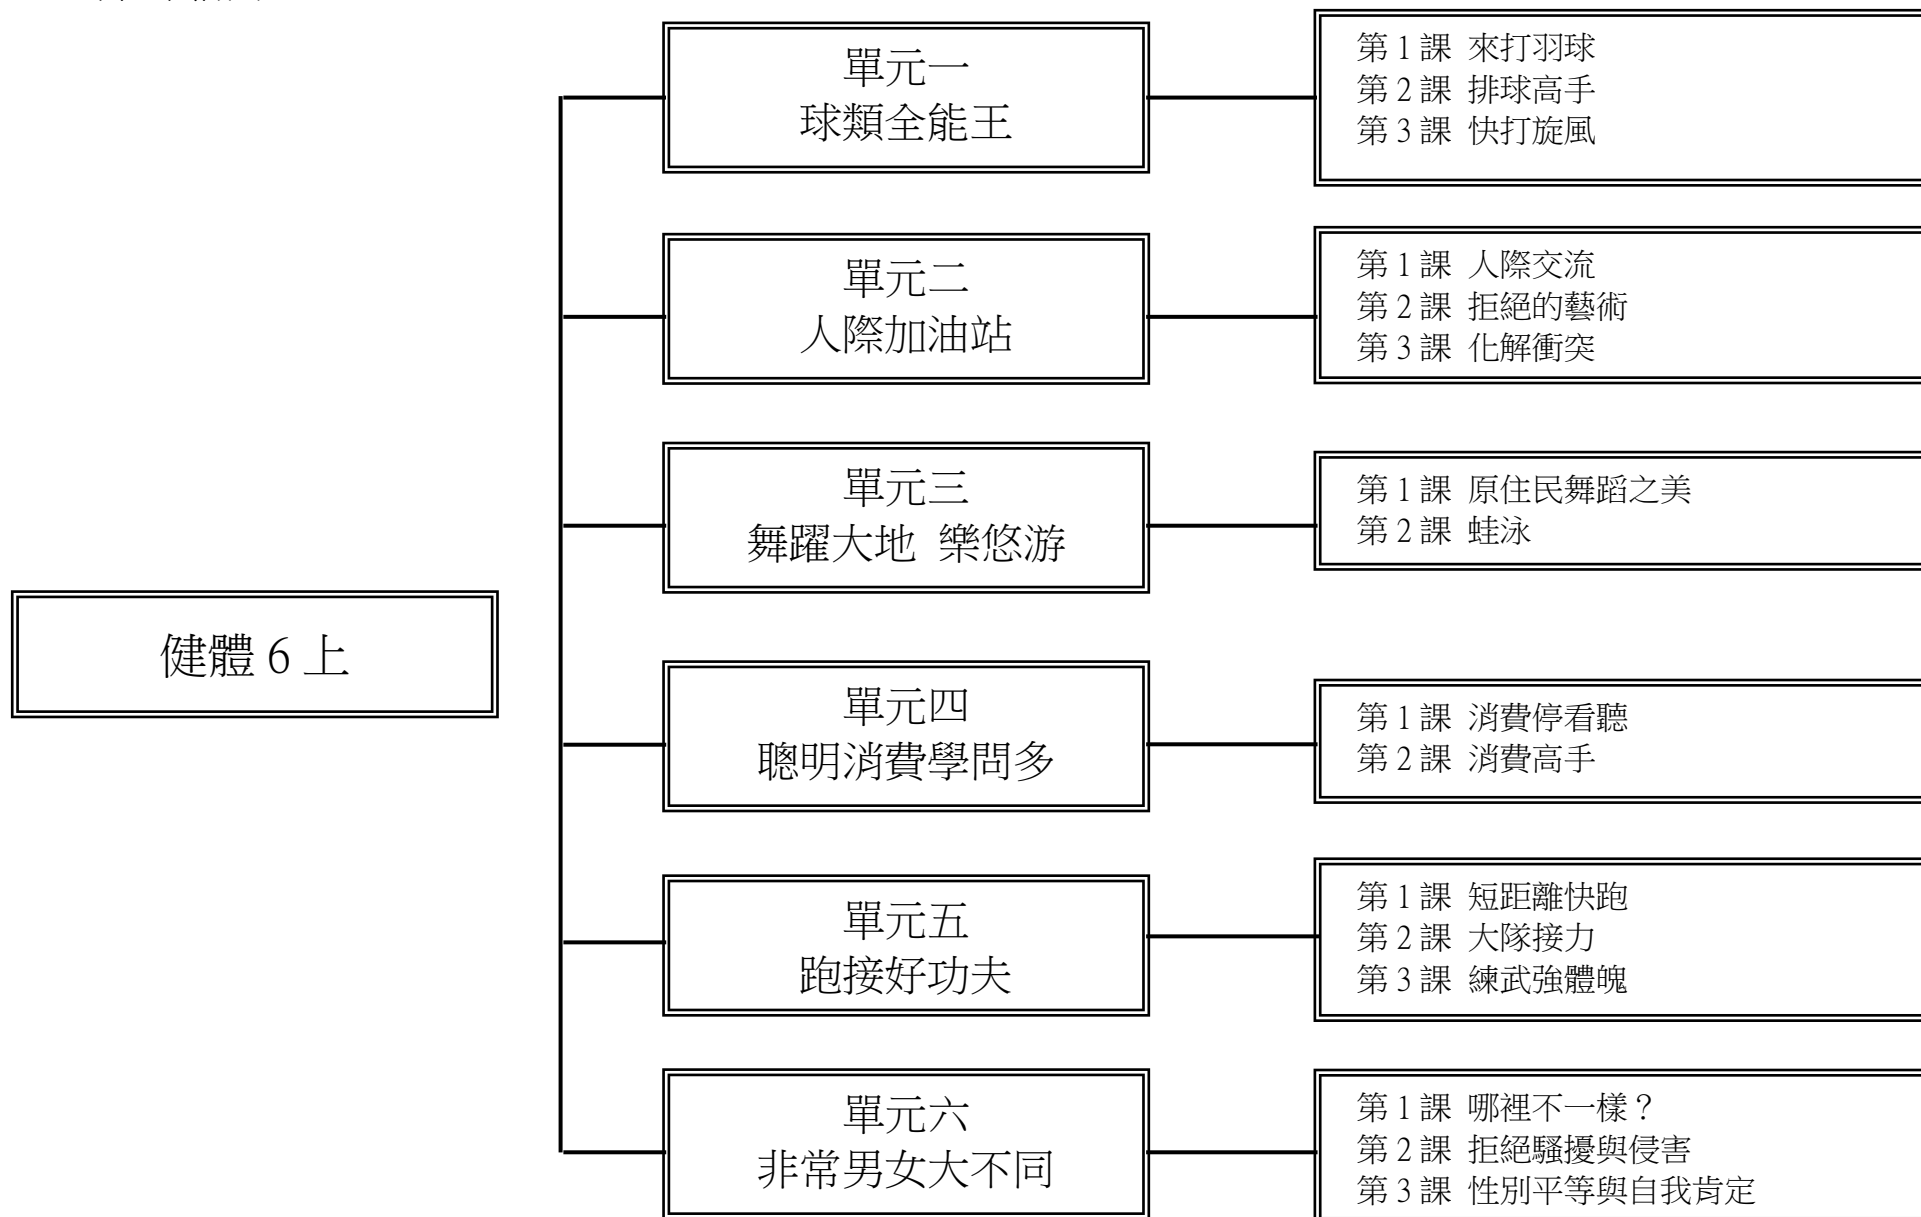 健體 6 上
單元一
球類全能王
第 1 課 來打羽球
第 2 課 排球高手
第 3 課 快打旋風
單元二
人際加油站
第 1 課 人際交流
第 2 課 拒絕的藝術
第 3 課 化解衝突
單元三
舞躍大地 樂悠游
第 1 課 原住民舞蹈之美
第 2 課 蛙泳
單元四
聰明消費學問多
第 1 課 消費停看聽
第 2 課 消費高手
單元五
跑接好功夫
第 1 課 短距離快跑
第 2 課 大隊接力
第 3 課 練武強體魄
單元六
非常男女大不同
第 1 課 哪裡不一樣？
第 2 課 拒絕騷擾與侵害
第 3 課 性別平等與自我肯定